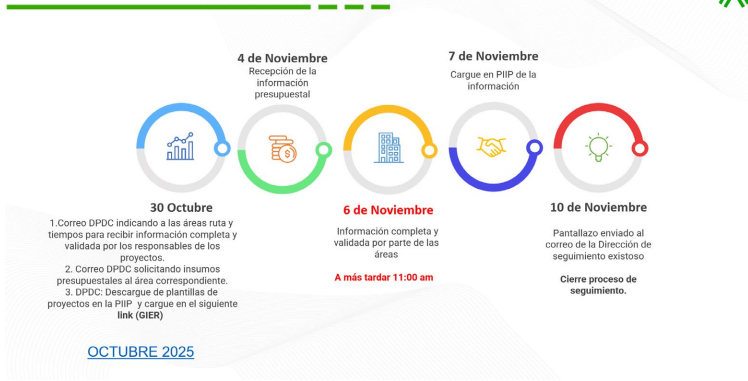 4 de Noviembre
Recepción de la
información
presupuestal
7 de Noviembre
Cargue en PIIP de la
información
30 Octubre
1.Correo DPDC indicando a las áreas ruta y
tiempos para recibir información completa y
validada por los responsables de los
proyectos.
2. Correo DPDC solicitando insumos
presupuestales al área correspondiente.
3. DPDC: Descargue de plantillas de
proyectos en la PIIP y cargue en el siguiente
link (GIER)
6 de Noviembre
Información completa y
validada por parte de las
áreas
A más tardar 11:00 am
10 de Noviembre
Pantallazo enviado al
correo de la Dirección de
seguimiento existoso
Cierre proceso de
seguimiento.
OCTUBRE 2025